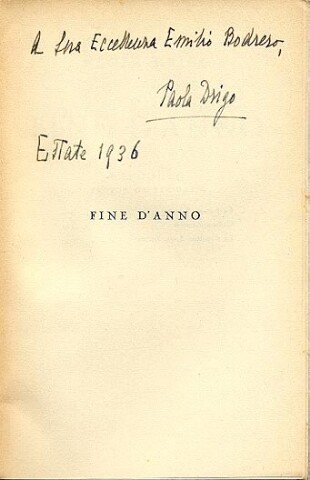 A Sua Eccellenza Emilio Bodrero,
Paola Drigo
Estate 1936
FINE D'ANNO